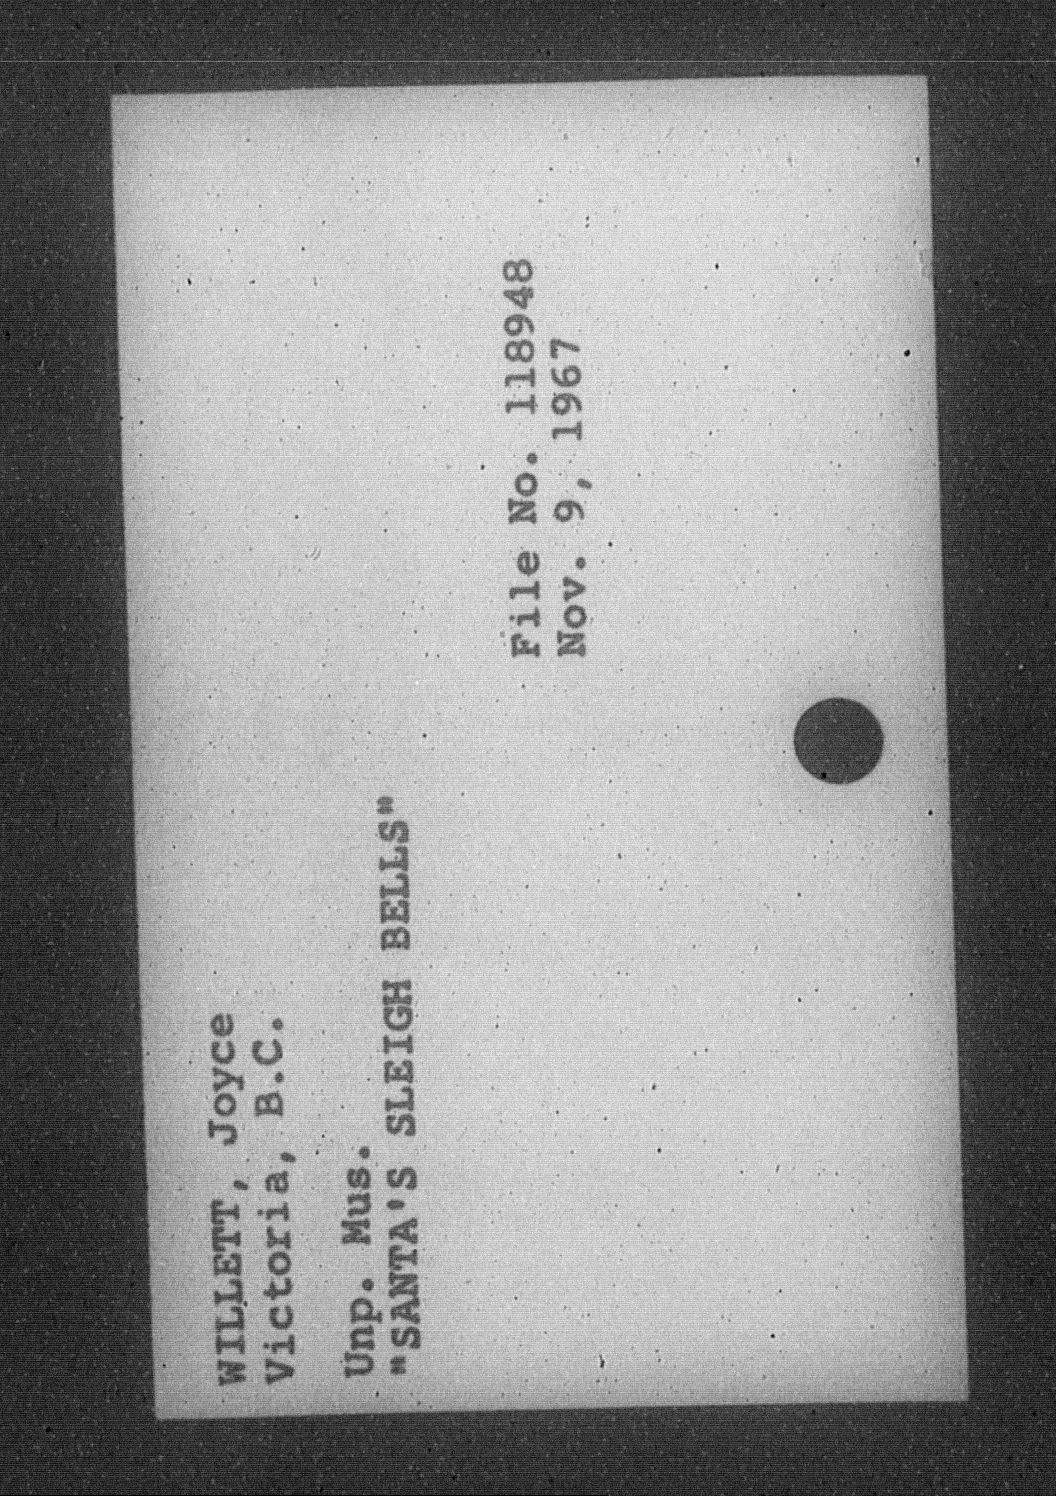 WILLETT, Joyce
Victoria, B.C.
Unp. Mus.
"SANTA'S SLEIGH BELLS"
File No. 118948
Nov. 9, 1967